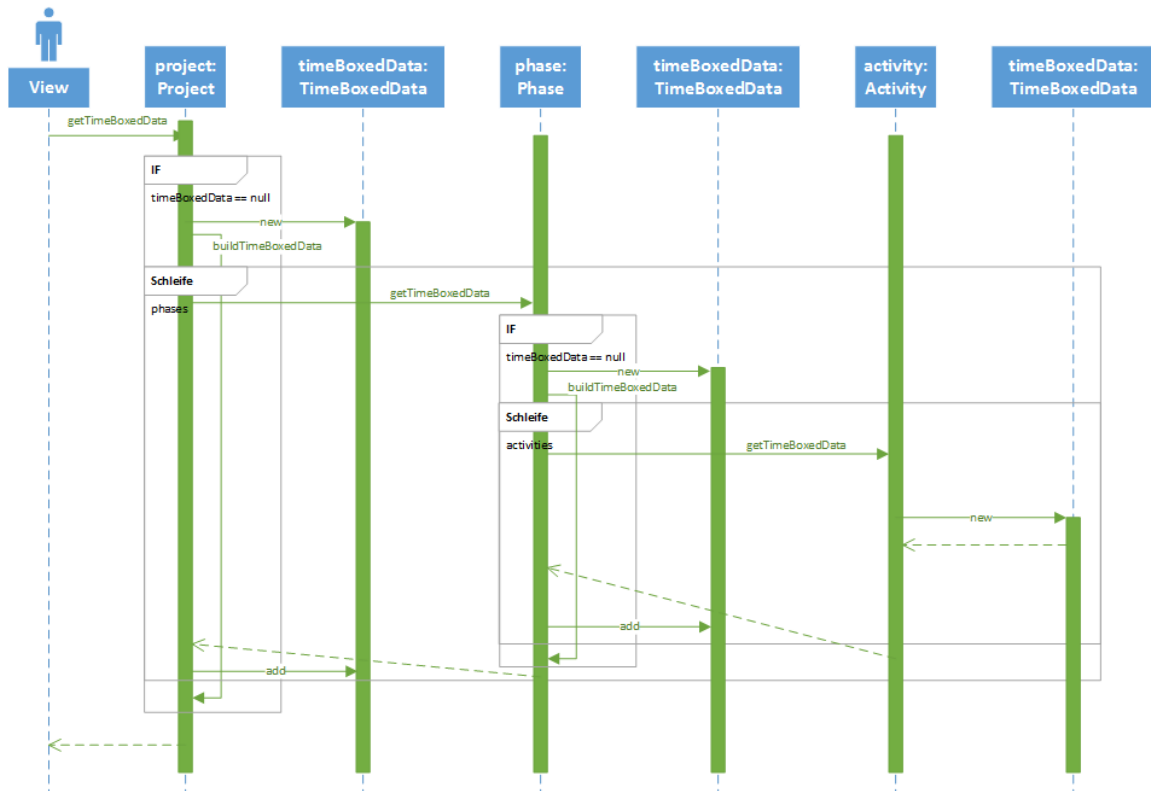 View
project:
Project
timeBoxedData:
TimeBoxedData
phase:
Phase
timeBoxedData:
TimeBoxedData
activity:
Activity
timeBoxedData:
TimeBoxedData
getTimeBoxedData
IF
timeBoxedData == null
new
buildTimeBoxedData
Schleife
phases
getTimeBoxedData
IF
timeBoxedData == null
new
buildTimeBoxedData
Schleife
activities
getTimeBoxedData
new
add
add